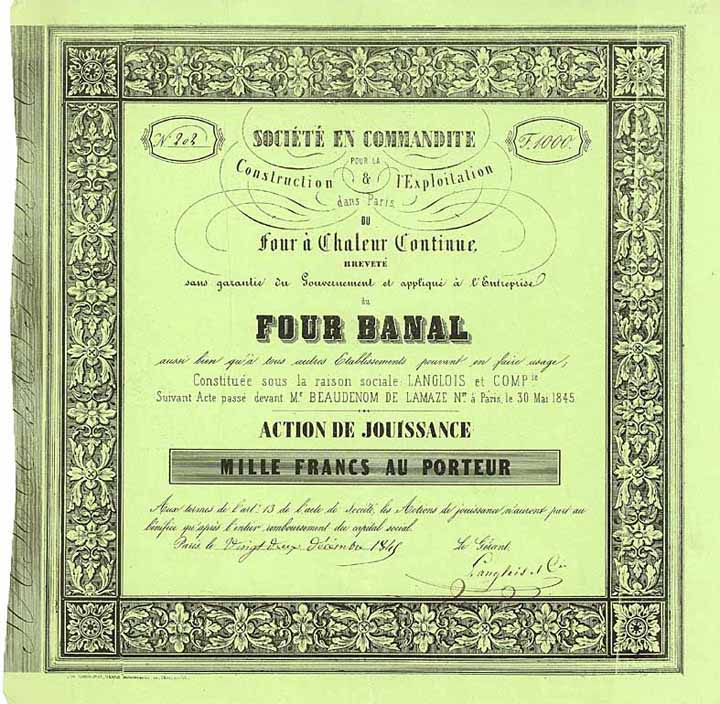 N. 202
F. 1000.
SOCIÉTÉ EN COMMANDITE
POUR LA
Construction & l'Exploitation
dans Paris
DU
Four à Chaleur Continue,
BREVETÉ
sans garantie du Gouvernement et appliqué à l'Entreprise
du
FOUR BANAL
aussi bien qu'à tous autres Etablissements pouvant en faire usage,
Constituée sous la raison sociale: LANGLOIS et COMPie
Suivant Acte passé devant Me BEAUDENOM DE LAMAZE Nre à Paris, le 30 Mai 1845.
ACTION DE JOUISSANCE
MILLE FRANCS AU PORTEUR
Aux termes de l'art. 13 de l'acte de Société, les Actions de jouissance n'auront part au
bénéfice qu'après l'entier remboursement du capital social.
Paris, le Vingt deux décembre 1845
Le Gérant,
Langlois et Cie